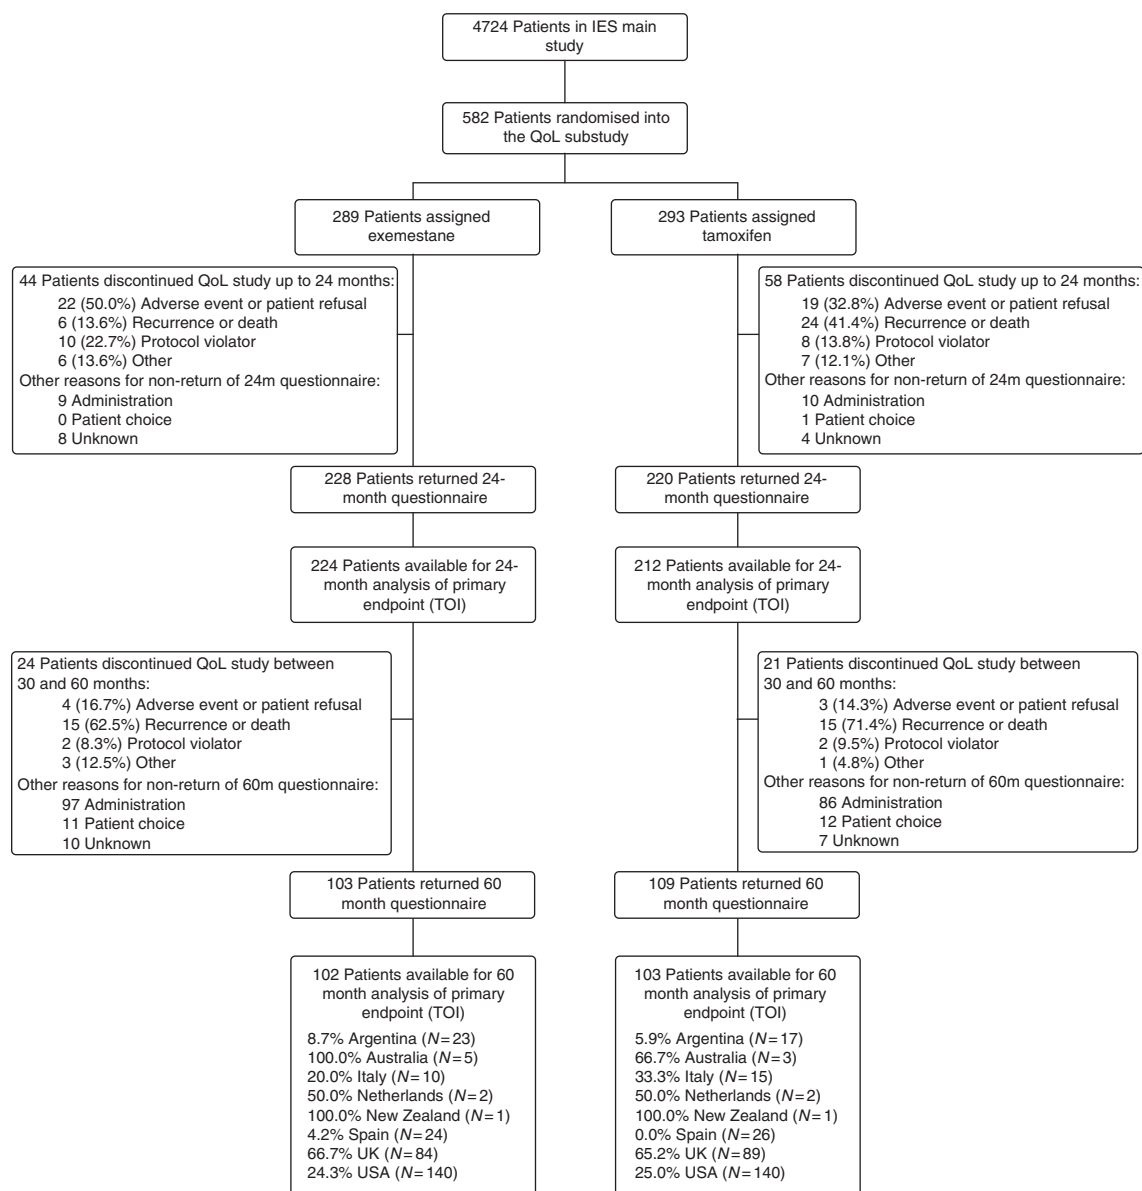 4724 Patients in IES main
study
582 Patients randomised into
the QoL substudy
289 Patients assigned
exemestane
293 Patients assigned
tamoxifen
44 Patients discontinued QoL study up to 24 months:
22 (50.0%) Adverse event or patient refusal
6 (13.6%) Recurrence or death
10 (22.7%) Protocol violator
6 (13.6%) Other
Other reasons for non-return of 24m questionnaire:
9 Administration
0 Patient choice
8 Unknown
58 Patients discontinued QoL study up to 24 months:
19 (32.8%) Adverse event or patient refusal
24 (41.4%) Recurrence or death
8 (13.8%) Protocol violator
7 (12.1%) Other
Other reasons for non-return of 24m questionnaire:
10 Administration
1 Patient choice
4 Unknown
228 Patients returned 24-
month questionnaire
220 Patients returned 24-
month questionnaire
224 Patients available for 24-
month analysis of primary
endpoint (TOI)
212 Patients available for 24-
month analysis of primary
endpoint (TOI)
24 Patients discontinued QoL study between
30 and 60 months:
4 (16.7%) Adverse event or patient refusal
15 (62.5%) Recurrence or death
2 (8.3%) Protocol violator
3 (12.5%) Other
Other reasons for non-return of 60m questionnaire:
97 Administration
11 Patient choice
10 Unknown
21 Patients discontinued QoL study between
30 and 60 months:
3 (14.3%) Adverse event or patient refusal
15 (71.4%) Recurrence or death
2 (9.5%) Protocol violator
1 (4.8%) Other
Other reasons for non-return of 60m questionnaire:
86 Administration
12 Patient choice
7 Unknown
103 Patients returned 60
month questionnaire
109 Patients returned 60
month questionnaire
102 Patients available for 60
month analysis of primary
endpoint (TOI)
8.7% Argentina (N=23)
100.0% Australia (N=5)
20.0% Italy (N=10)
50.0% Netherlands (N=2)
100.0% New Zealand (N=1)
4.2% Spain (N=24)
66.7% UK (N=84)
24.3% USA (N=140)
103 Patients available for 60
month analysis of primary
endpoint (TOI)
5.9% Argentina (N=17)
66.7% Australia (N=3)
33.3% Italy (N=15)
50.0% Netherlands (N=2)
100.0% New Zealand (N=1)
0.0% Spain (N=26)
65.2% UK (N=89)
25.0% USA (N=140)